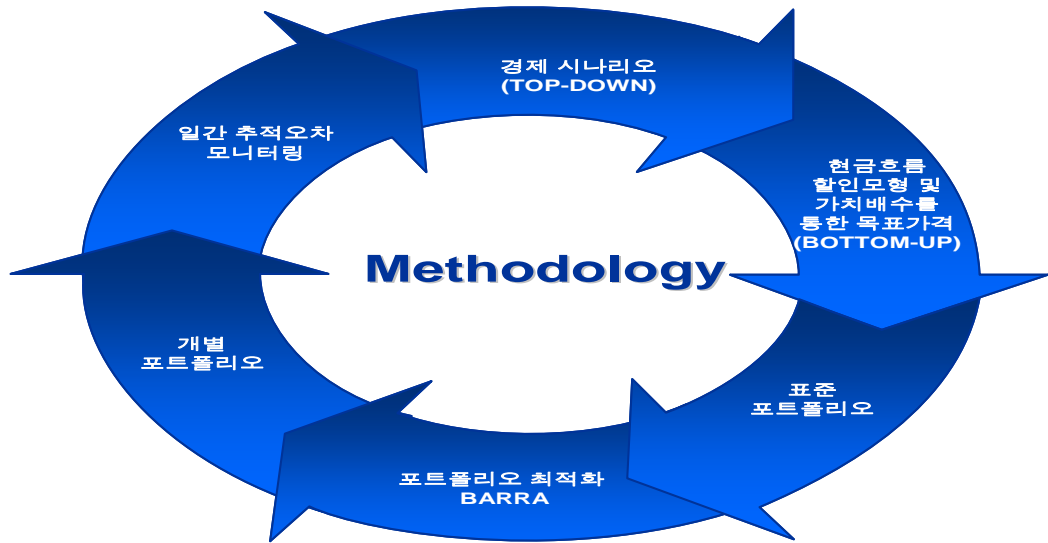 경제 시나리오
(TOP-DOWN)
일간 추적오차
모니터링
현금흐름
할인모형 및
가치배수를
통한 목표가격
(BOTTOM-UP)
Methodology
개별
포트폴리오
표준
포트폴리오
포트폴리오 최적화
BARRA